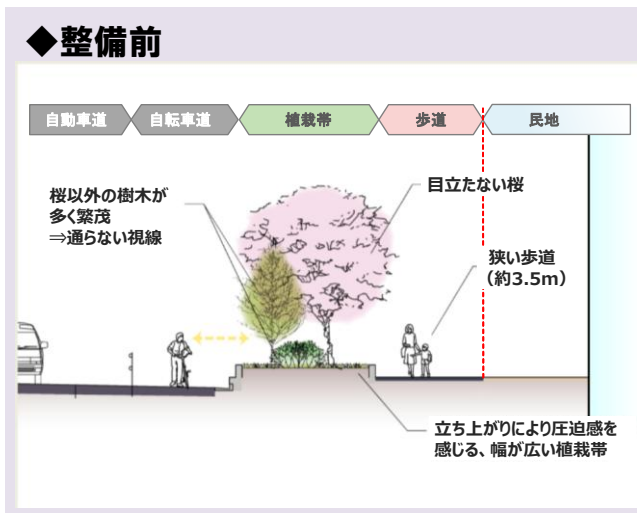 ◆整備前
自動車道 自転車道 植栽帯 歩道 民地
桜以外の樹木が
多く繁茂
⇒通らない視線
目立たない桜
狭い歩道
（約3.5m）
立ち上がりにより圧迫感を
感じる、幅が広い植栽帯